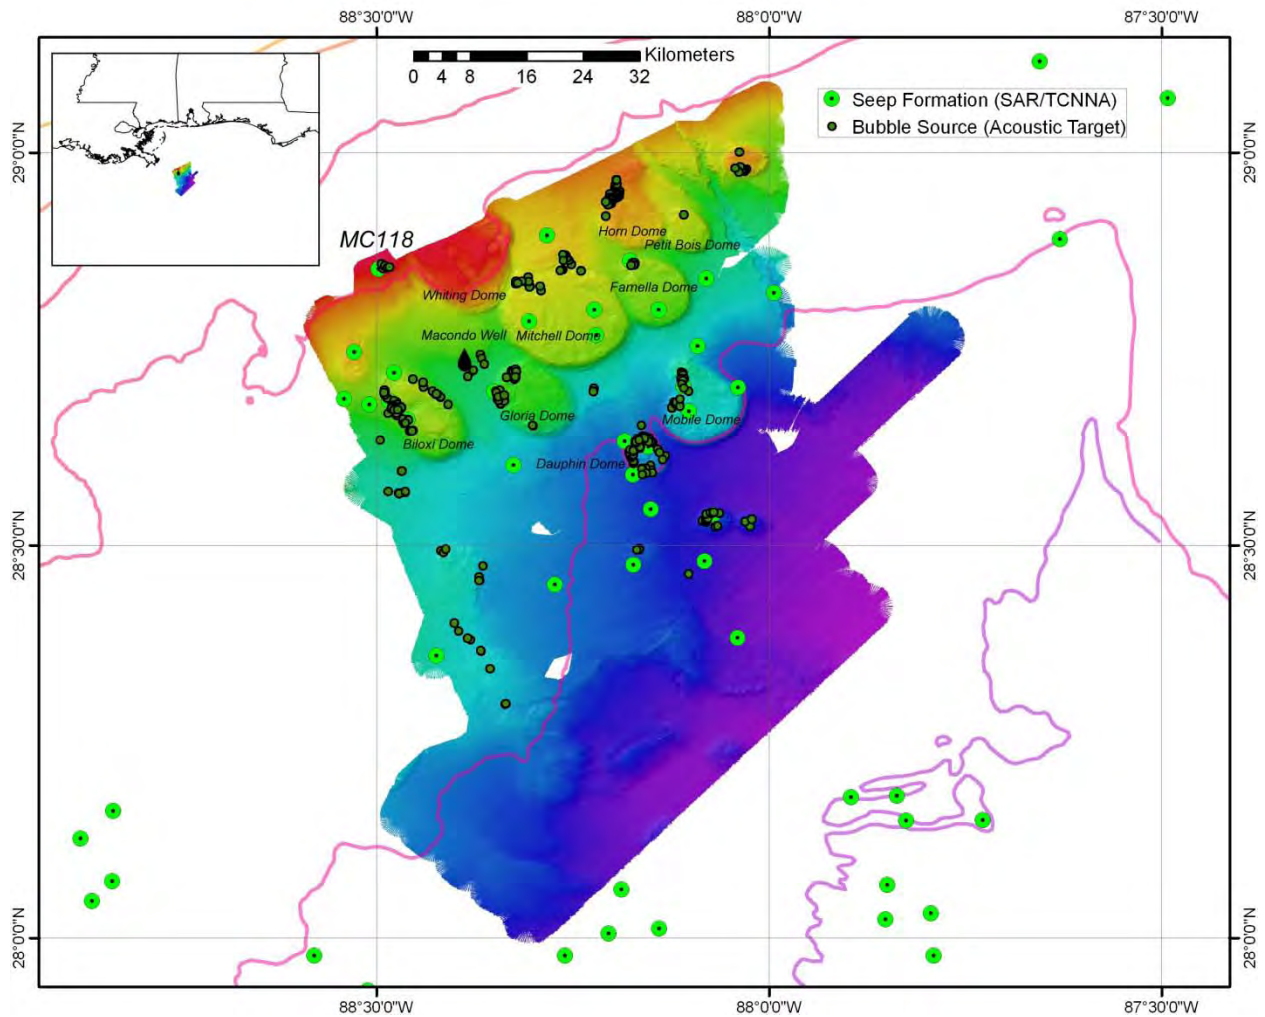 88°30'0"W
88°0'0"W
87°30'0"W
Kilometers
0 4 8 16 24 32
Seep Formation (SAR/TCNNA)
Bubble Source (Acoustic Target)
29°0'0"N
29°0'0"N
MC118
Horn Dome
Petit Bois Dome
Famella Dome
Whiting Dome
Macondo Well
Mitchell Dome
Gloria Dome
Mobile Dome
Biloxi Dome
Dauphin Dome
28°30'0"N
28°30'0"N
28°0'0"N
28°0'0"N
88°30'0"W
88°0'0"W
87°30'0"W